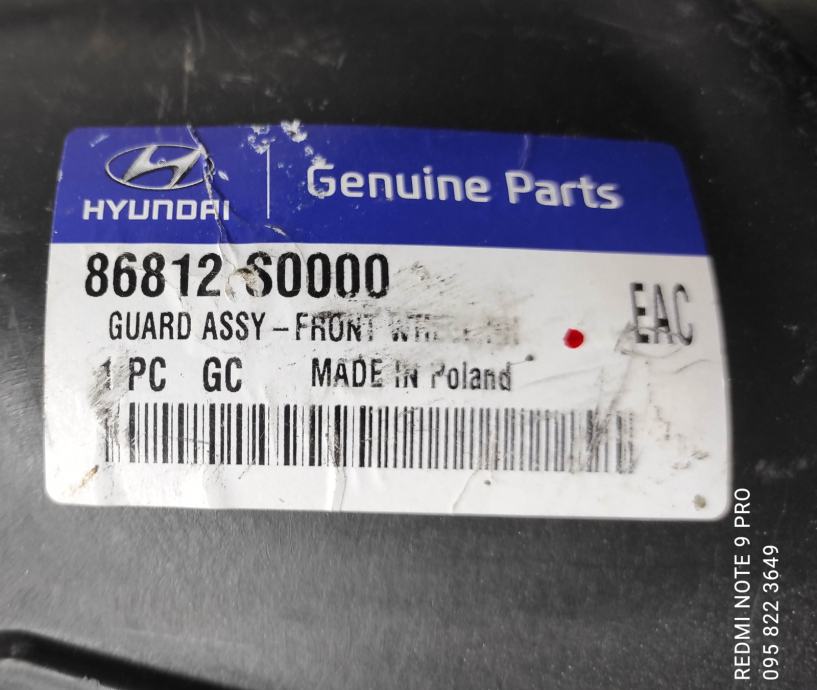 HYUNDAI
Genuine Parts
86812 S0000
GUARD ASSY-FRONT
EAC
1 PC GC MADE IN Poland
REDMI NOTE 9 PRO
095 822 3649